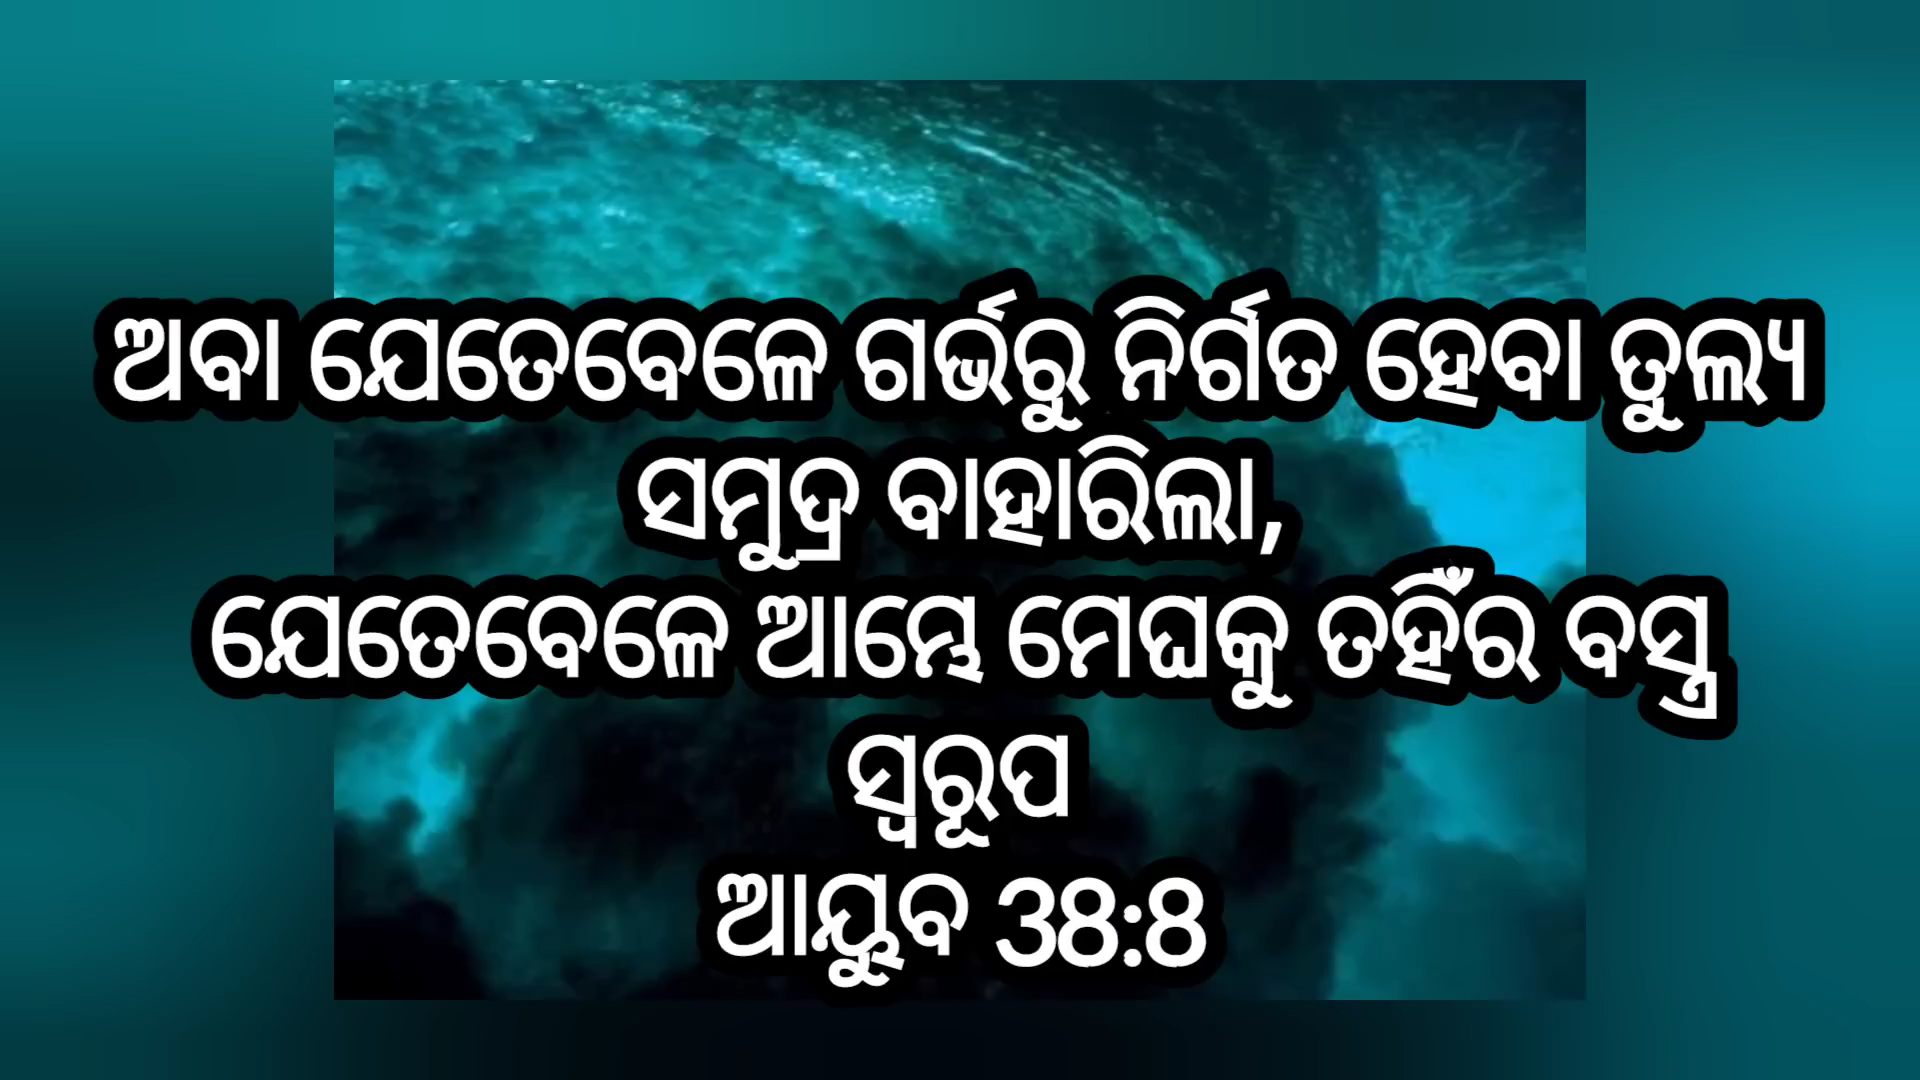 ଅବା ଯେତେବେଳେ ଗର୍ଭରୁ ନିର୍ଗତ ହେବା ତୁଲ୍ୟ
ସମୁଦ୍ର ବାହାରିଲା,
ଯେତେବେଳେ ଆମ୍ଭେ ମେଘକୁ ତହିଁର ବସ୍ତ୍ର
ସ୍ୱରୂପ
ଆୟୁବ 38:8